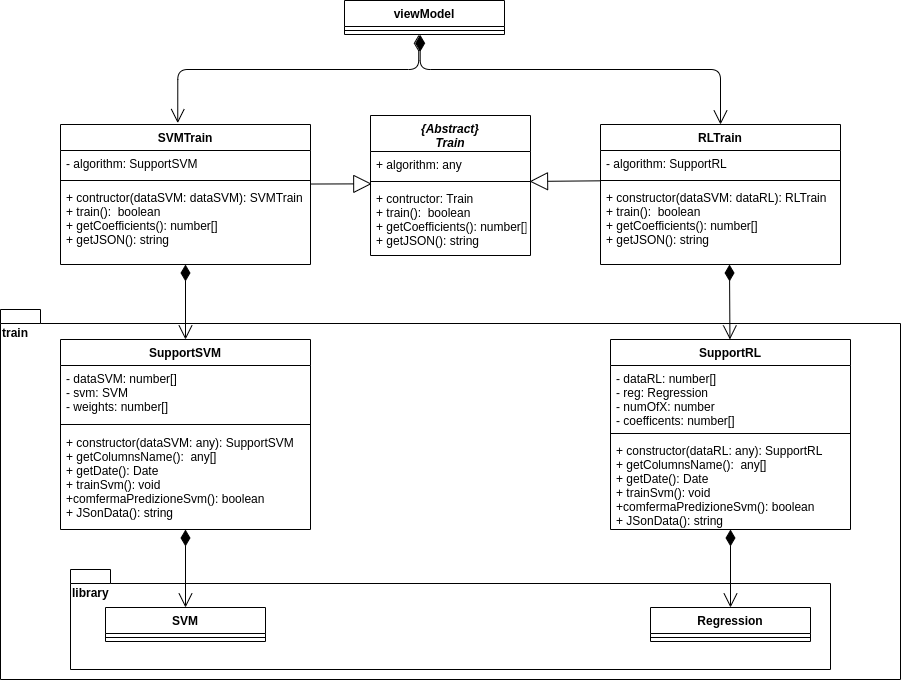 viewModel
SVMTrain
- algorithm: SupportSVM
+ contructor(dataSVM: dataSVM): SVMTrain
+ train():  boolean
+ getCoefficients(): number[]
+ getJSON(): string
{Abstract}
Train
+ algorithm: any
+ contructor: Train
+ train():  boolean
+ getCoefficients(): number[]
+ getJSON(): string
RLTrain
- algorithm: SupportRL
+ constructor(dataSVM: dataRL): RLTrain
+ train():  boolean
+ getCoefficients(): number[]
+ getJSON(): string
train
SupportSVM
- dataSVM: number[]
- svm: SVM
- weights: number[]
+ constructor(dataSVM: any): SupportSVM
+ getColumnsName():  any[]
+ getDate(): Date
+ trainSvm(): void
+comfermaPredizioneSvm(): boolean
+ JSonData(): string
SupportRL
- dataRL: number[]
- reg: Regression
- numOfX: number
- coefficents: number[]
+ constructor(dataRL: any): SupportRL
+ getColumnsName():  any[]
+ getDate(): Date
+ trainSvm(): void
+comfermaPredizioneSvm(): boolean
+ JSonData(): string
library
SVM
Regression